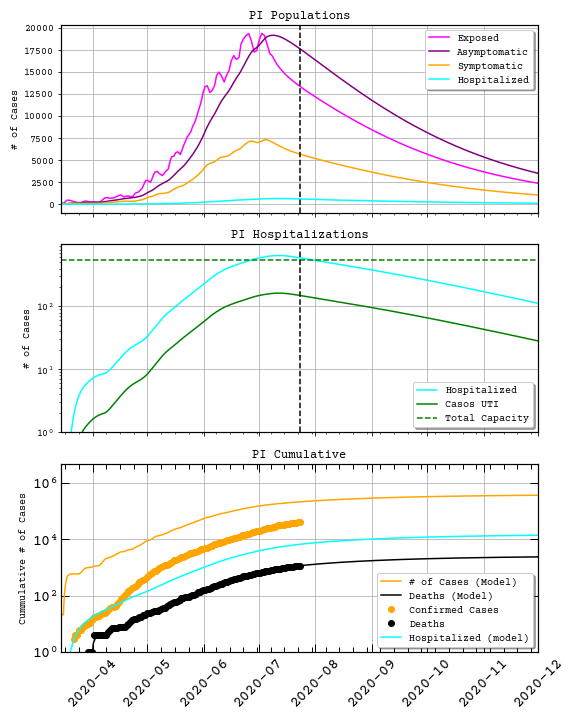 PI Populations
20000
17500
15000
12500
10000
7500
5000
2500
0
# of Cases
Exposed
Asymptomatic
Symptomatic
Hospitalized
PI Hospitalizations
10²
10¹
10⁰
# of Cases
Hospitalized
Casos UTI
Total Capacity
PI Cumulative
10⁶
10⁴
10²
10⁰
Cummulative # of Cases
# of Cases (Model)
Deaths (Model)
Confirmed Cases
Deaths
Hospitalized (model)
2020-04
2020-05
2020-06
2020-07
2020-08
2020-09
2020-10
2020-11
2020-12